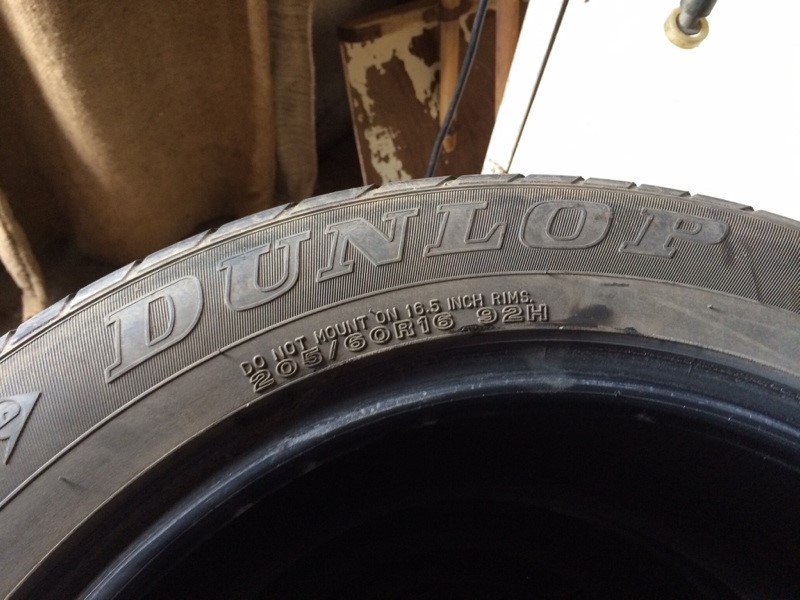 DUNLOP
DO NOT MOUNT ON 16.5 INCH RIMS.
205/60R16 92H